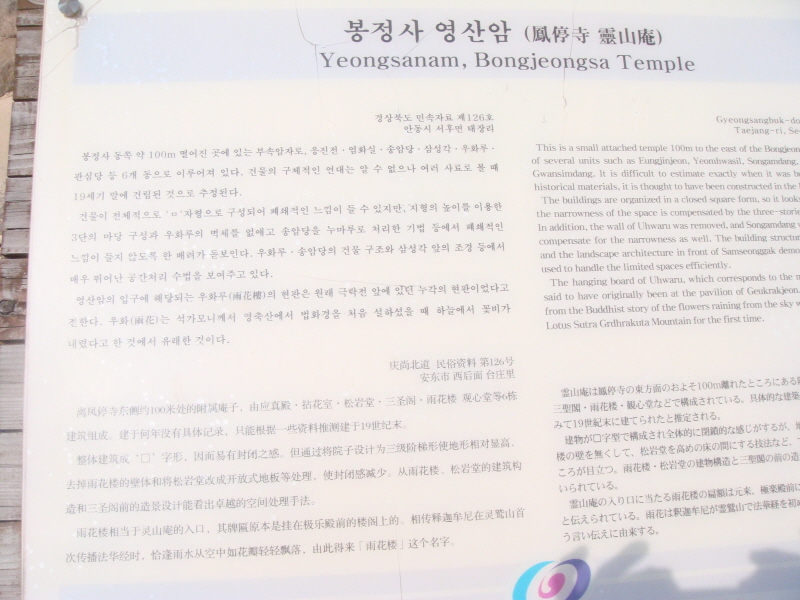 봉정사 영산암 (鳳停寺 靈山庵)
Yeongsanam, Bongjeongsa Temple
경상북도 민속자료 제126호
안동시 서후면 태장리
봉정사 동쪽 약 100m 떨어진 곳에 있는 부속암자로, 응진전·염화실·송암당·삼성각·우화루·
관심당 등 6개 동으로 이루어져 있다. 건물의 구체적인 연대는 알 수 없으나 여러 사료로 볼 때
19세기 말에 건립된 것으로 추정된다.
건물이 전체적으로 'ㅁ'자형으로 구성되어 폐쇄적인 느낌이 들 수 있지만, 지형의 높이를 이용한
3단의 마당 구성과 우화루의 벽체를 없애고 송암당을 누마루로 처리한 기법 등에서 폐쇄적인
느낌이 들지 않도록 한 배려가 돋보인다. 우화루·송암당의 건물 구조와 삼성각 앞의 조경 등에서
매우 뛰어난 공간처리 수법을 보여주고 있다.
영산암의 입구에 해당되는 우화루(雨花樓)의 현판은 원래 극락전 앞에 있던 누각의 현판이었다고
전한다. 우화(雨花)는 석가모니께서 영축산에서 법화경을 처음 설하셨을 때 하늘에서 꽃비가
내렸다고 한 것에서 유래한 것이다.
Gyeongsangbuk-do
Taejang-ri, Se
This is a small attached temple 100m to the east of the Bongjeon
of several units such as Eungjinjeon, Yeomhwasil, Songamdang,
Gwansimdang. It is difficult to estimate exactly when it was b
historical materials, it is thought to have been constructed in the
The buildings are organized in a closed square form, so it looks
the narrowness of the space is compensated by the three-stori
In addition, the wall of Uhwaru was removed, and Songamdang
compensate for the narrowness as well. The building structur
and the landscape architecture in front of Samseonggak demo
used to handle the limited spaces efficiently.
The hanging board of Uhwaru, which corresponds to the m
said to have originally been at the pavilion of Geukrakjeon.
from the Buddhist story of the flowers raining from the sky w
Lotus Sutra Grdhrakuta Mountain for the first time.
庆尚北道 民俗资料 第126号
安东市 西后面 台庄里
离凤停寺东侧约100米处的附属庵子，由应真殿·拈花室·松岩堂·三圣阁·雨花楼 观心堂等6栋
建筑组成。建于何年没有具体记录，只能根据一些资料推测建于19世纪末。
整体建筑成“口”字形，因而易有封闭之感。但通过将院子设计为三级阶梯形使地形相对显高、
去掉雨花楼的壁体和将松岩堂改成开放式地板等处理，使封闭感减少。从雨花楼、松岩堂的建筑构
造和三圣阁前的造景设计能看出卓越的空间处理手法。
雨花楼相当于灵山庵的入口，其牌匾原本是挂在极乐殿前的楼阁上的。相传释迦牟尼在灵鹫山首
次传播法华经时，恰逢雨水从空中如花瓣轻轻飘落，由此得来「雨花楼」这个名字。
霊山庵は鳳停寺の東方面のおよそ100m離れたところにある
三聖閣・雨花楼・観心堂などで構成されている。具体的な建築
みて19世紀末に建てられたと推定される。
建物が口字型で構成され全体的に閉鎖的な感じがするが、
楼の壁を無くして、松岩堂を高めの床の間にする技法など、
ころが目立つ。雨花楼・松岩堂の建物構造と三聖閣の前の造
いられている。
霊山庵の入り口に当たる雨花楼の扁額は元来、極楽殿前に
と伝えられている。雨花は釈迦牟尼が霊鷲山で法華経を初
う言い伝えに由来する。